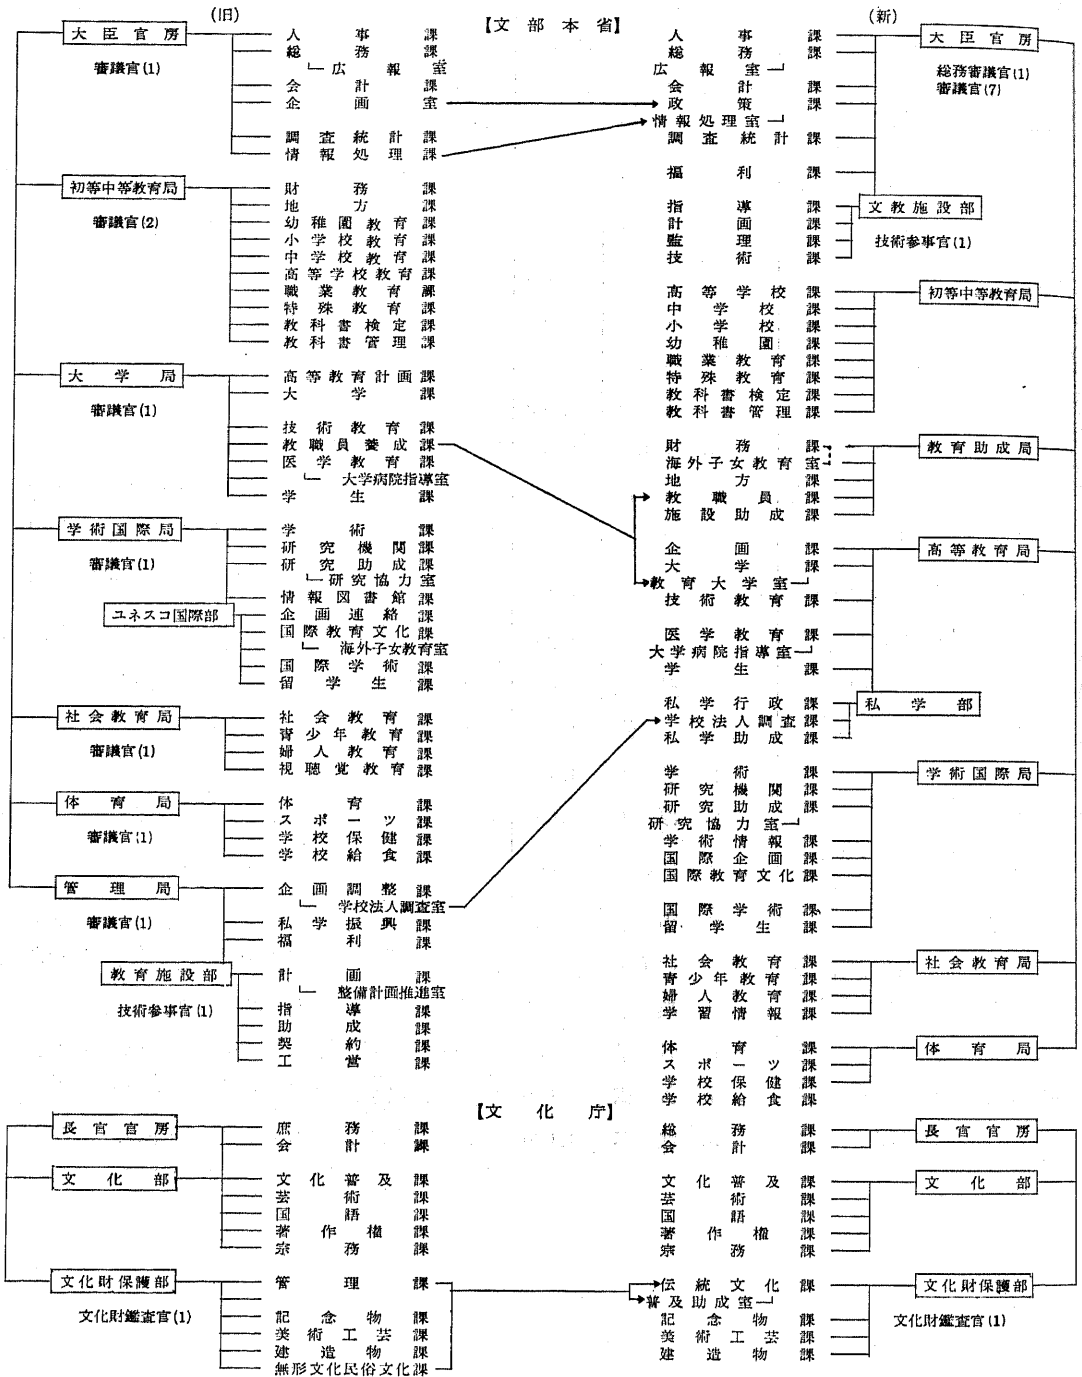 (旧)
【文部本省】
(新)
大臣官房
審議官(1)
人事課
総務課
広報室
会計課
企画室
調査統計課
情報処理課
初等中等教育局
審議官(2)
財務課
地方課
幼稚園教育課
小学校教育課
中学校教育課
高等学校教育課
職業教育課
特殊教育課
教科書検定課
教科書管理課
大学局
審議官(1)
高等教育計画課
大学課
技術教育課
教職員養成課
医学教育課
大学病院指導室
学生課
学術国際局
審議官(1)
学術課
研究機関課
研究助成課
研究協力室
情報図書館課
ユネスコ国際部
企画連絡課
国際教育文化課
海外子女教育室
国際学術課
留学生課
社会教育局
審議官(1)
社会教育課
青少年教育課
婦人教育課
視聴覚教育課
体育局
審議官(1)
体育課
スポーツ課
学校保健課
学校給食課
管理局
審議官(1)
企画調整課
学校法人調査室
私学振興課
福利課
教育施設部
技術参事官(1)
計画課
整備計画推進室
指導課
助成課
契約課
工営課
人事課
総務課
広報室
会計課
政策課
情報処理室
調査統計課
福利課
大臣官房
総務審議官(1)
審議官(7)
指導課
計画課
監理課
技術課
文教施設部
技術参事官(1)
高等学校課
中学校課
小学校課
幼稚園課
職業教育課
特殊教育課
教科書検定課
教科書管理課
初等中等教育局
財務課
海外子女教育室
地方課
教職員課
施設助成課
教育助成局
企画課
大学課
教育大学室
技術教育課
医学教育課
大学病院指導室
学生課
高等教育局
私学行政課
学校法人調査課
私学助成課
私学部
学術課
研究機関課
研究助成課
研究協力室
学術情報課
国際企画課
国際教育文化課
国際学術課
留学生課
学術国際局
社会教育課
青少年教育課
婦人教育課
学習情報課
社会教育局
体育課
スポーツ課
学校保健課
学校給食課
体育局
【文化庁】
長官官房
庶務課
会計課
文化部
文化普及課
芸術課
国語課
著作権課
宗務課
文化財保護部
文化財鑑査官(1)
管理課
記念物課
美術工芸課
建造物課
無形文化民俗文化課
総務課
会計課
長官官房
文化普及課
芸術課
国語課
著作権課
宗務課
文化部
伝統文化課
普及助成室
記念物課
美術工芸課
建造物課
文化財保護部
文化財鑑査官(1)